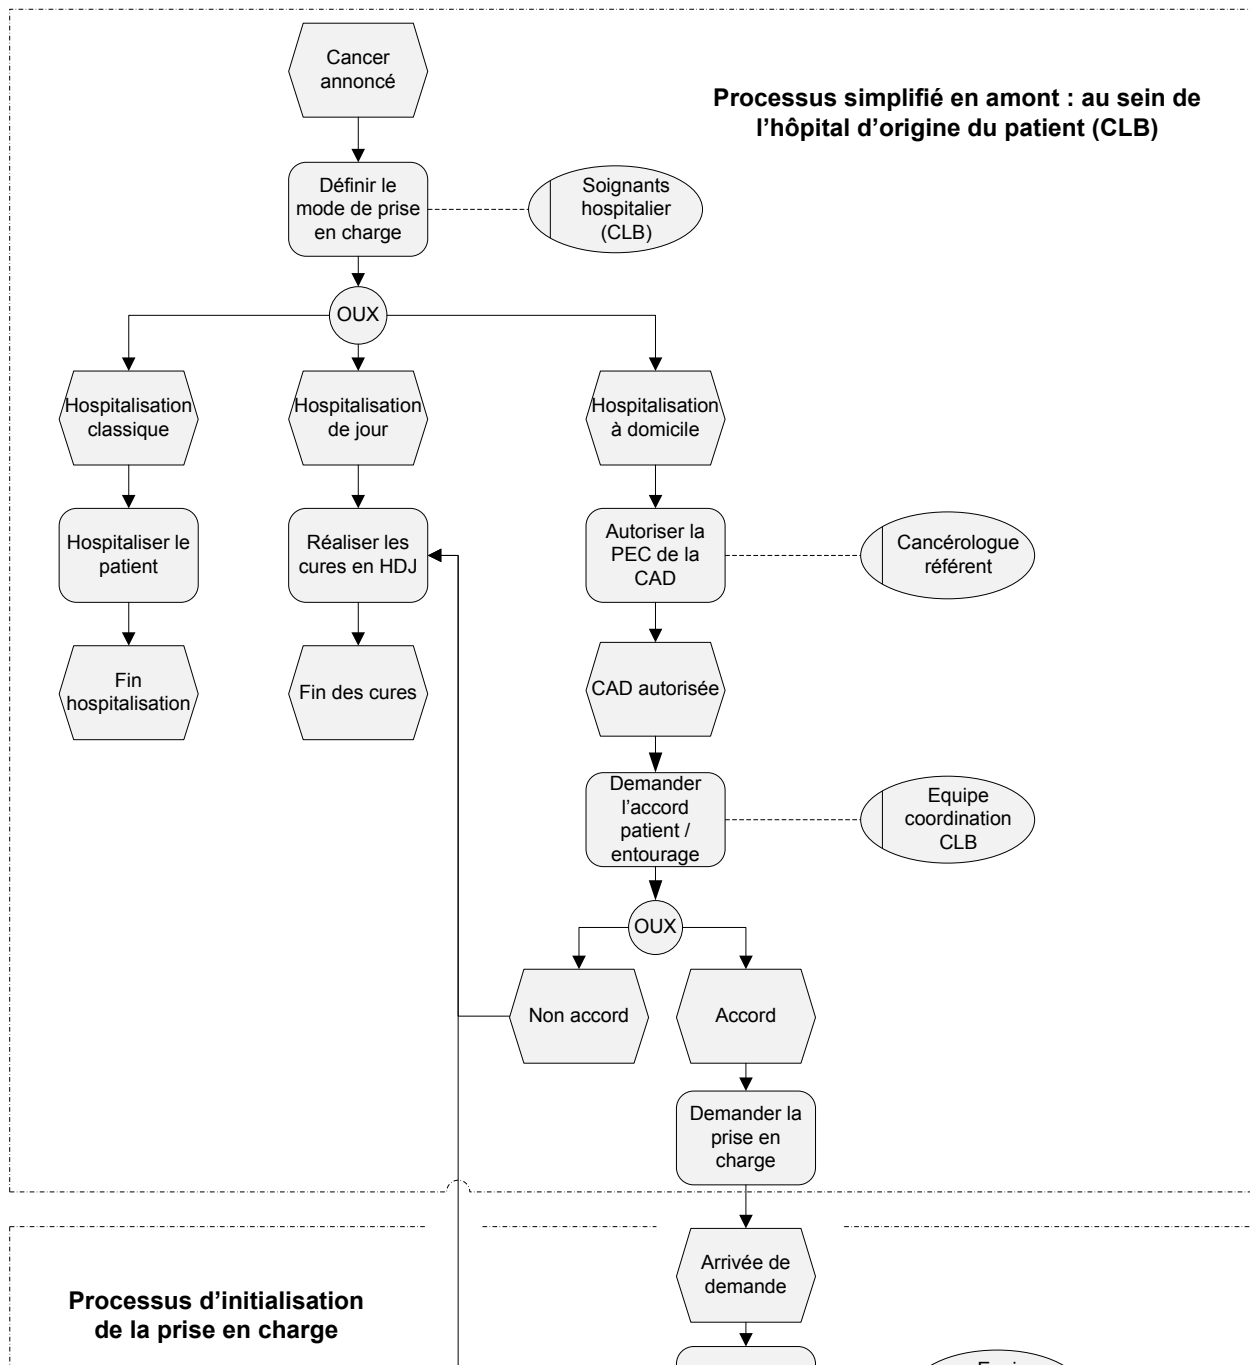 Cancer
annoncé
Processus simplifié en amont : au sein de
l’hôpital d’origine du patient (CLB)
Définir le
mode de prise
en charge
Soignants
hospitalier
(CLB)
OUX
Hospitalisation
classique
Hospitalisation
de jour
Hospitalisation
à domicile
Hospitaliser le
patient
Réaliser les
cures en HDJ
Autoriser la
PEC de la
CAD
Cancérologue
référent
Fin
hospitalisation
Fin des cures
CAD autorisée
Demander
l’accord
patient /
entourage
Equipe
coordination
CLB
OUX
Non accord
Accord
Demander la
prise en
charge
Arrivée de
demande
Processus d’initialisation
de la prise en charge